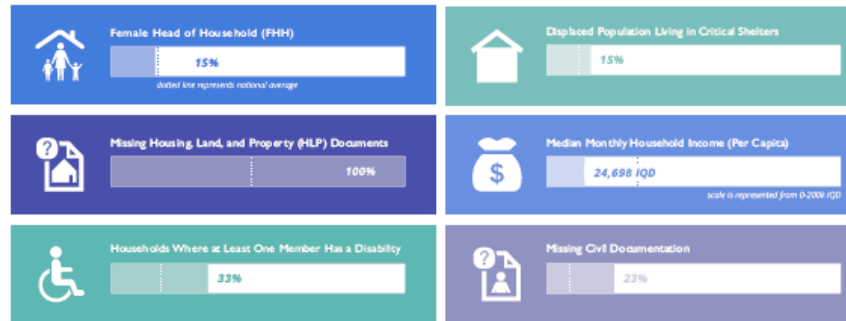 Female Head of Household (FHH)
15%
dotted line represents national average
Displaced Population Living in Critical Shelters
15%
Missing Housing, Land, and Property (HLP) Documents
100%
Median Monthly Household Income (Per Capita)
24,698 IQD
scale is represented from 0-200k IQD
Households Where at Least One Member Has a Disability
33%
Missing Civil Documentation
23%